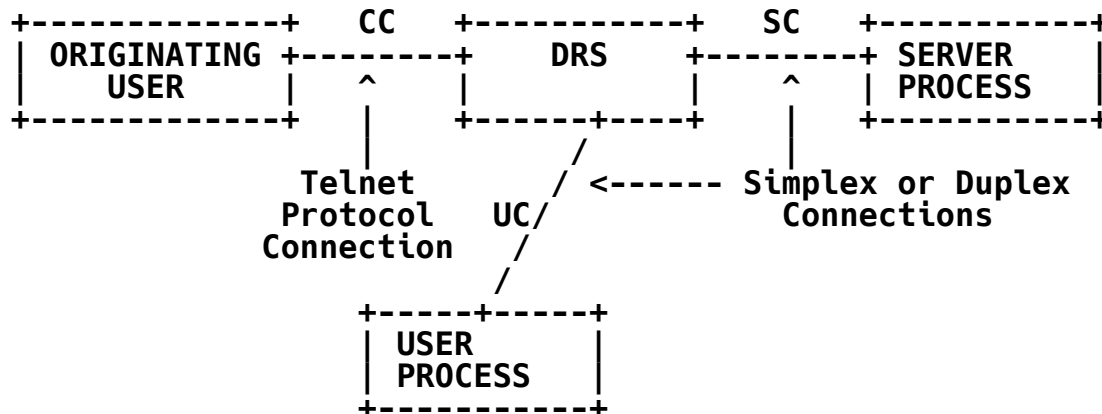 CC SC
ORIGINATING DRS SERVER
USER PROCESS
Telnet <------ Simplex or Duplex
Protocol UC Connections
Connection
USER
PROCESS